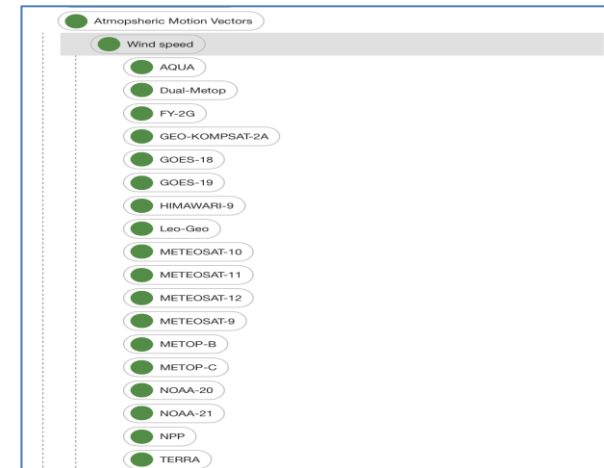 Atmopsheric Motion Vectors
Wind speed
AQUA
Dual-Metop
FY-2G
GEO-KOMPSAT-2A
GOES-18
GOES-19
HIMAWARI-9
Leo-Geo
METEOSAT-10
METEOSAT-11
METEOSAT-12
METEOSAT-9
METOP-B
METOP-C
NOAA-20
NOAA-21
NPP
TERRA